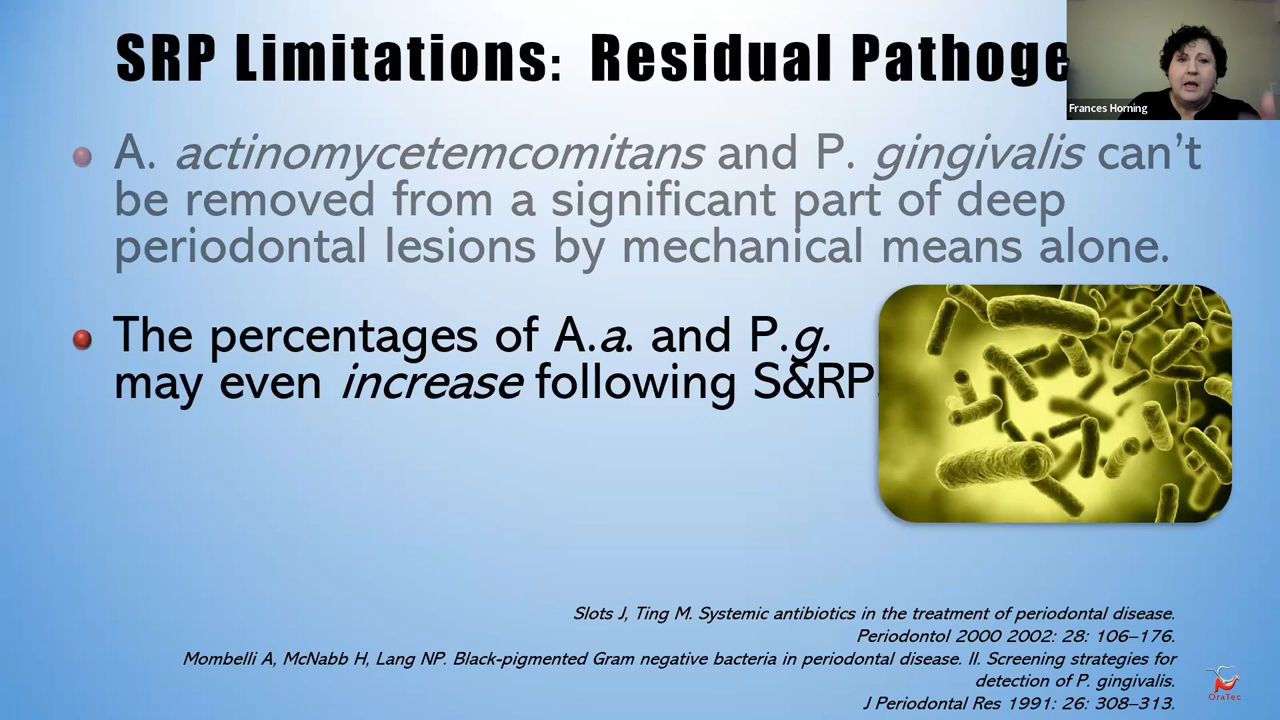 SRP Limitations: Residual Pathoge
Frances Horning
A. actinomycetemcomitans and P. gingivalis can't
be removed from a significant part of deep
periodontal lesions by mechanical means alone.
The percentages of A.a. and P.g.
may even increase following S&RP
Slots J, Ting M. Systemic antibiotics in the treatment of periodontal disease.
Periodontol 2000 2002: 28: 106–176.
Mombelli A, McNabb H, Lang NP. Black-pigmented Gram negative bacteria in periodontal disease. II. Screening strategies for
detection of P. gingivalis.
J Periodontal Res 1991: 26: 308–313.
OraTec